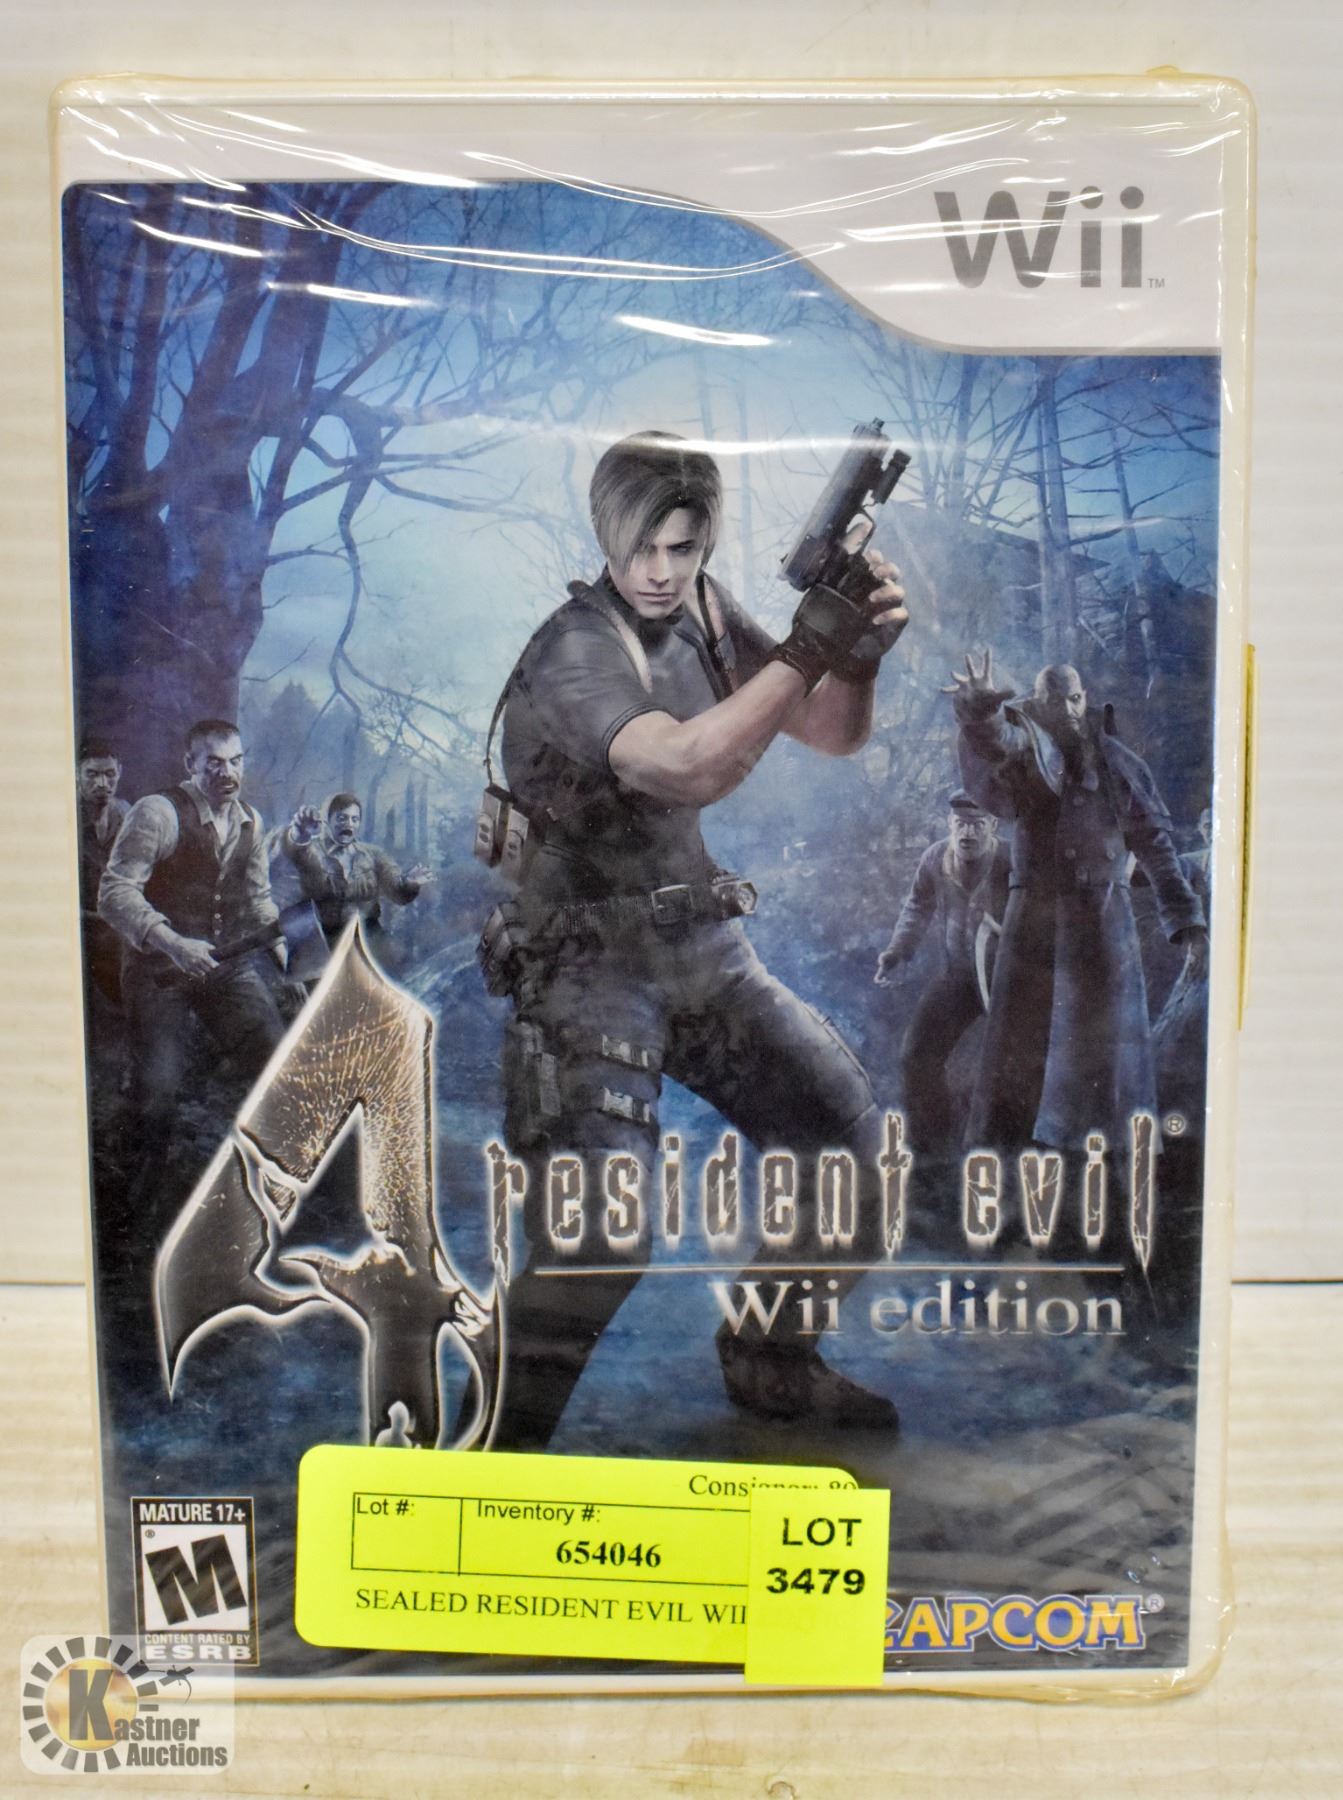 Wii™
resident evil®
4
Wii edition
MATURE 17+
M®
CONTENT RATED BY
ESRB
Lot #:
Inventory #:
654046
SEALED RESIDENT EVIL WII
LOT
3479
CAPCOM®
Kastner
Auctions